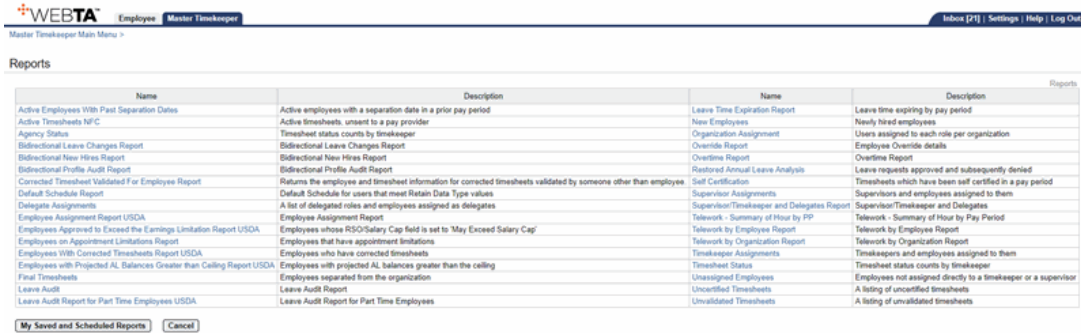 WEBTA Employee Master Timekeeper Inbox [21] | Settings | Help | Log Out
Master Timekeeper Main Menu >
Reports
Reports
Name Description Name Description
Active Employees With Past Separation Dates Active employees with a separation date in a prior pay period Leave Time Expiration Report Leave time expiring by pay period
Active Timesheets NFC Active timesheets, unsent to a pay provider New Employees Newly hired employees
Agency Status Timesheet status counts by timekeeper Organization Assignment Users assigned to each role per organization
Bidirectional Leave Changes Report Bidirectional Leave Changes Report Override Report Employee Override details
Bidirectional New Hires Report Bidirectional New Hires Report Overtime Report Overtime Report
Bidirectional Profile Audit Report Bidirectional Profile Audit Report Restored Annual Leave Analysis Leave requests approved and subsequently denied
Corrected Timesheet Validated For Employee Report Returns the employee and timesheet information for corrected timesheets validated by someone other than employee Self Certification Timesheets which have been self certified in a pay period
Default Schedule Report Default Schedule for users that meet Retain Data Type values Supervisor Assignments Supervisors and employees assigned to them
Delegate Assignments A list of delegated roles and employees assigned as delegates Supervisor/Timekeeper and Delegates Report Supervisor/Timekeeper and Delegates
Employee Assignment Report USDA Employee Assignment Report Telework - Summary of Hour by PP Telework - Summary of Hour by Pay Period
Employees Approved to Exceed the Earnings Limitation Report USDA Employees whose RSO/Salary Cap field is set to 'May Exceed Salary Cap' Telework by Employee Report Telework by Employee Report
Employees on Appointment Limitations Report Employees that have appointment limitations Telework by Organization Report Telework by Organization Report
Employees With Corrected Timesheets Report USDA Employees who have corrected timesheets Timekeeper Assignments Timekeepers and employees assigned to them
Employees with Projected AL Balances Greater than Ceiling Report USDA Employees with projected AL balances greater than the ceiling Timesheet Status Timesheet status counts by timekeeper
Final Timesheets Employees separated from the organization Unassigned Employees Employees not assigned directly to a timekeeper or a supervisor
Leave Audit Leave Audit Report Uncertified Timesheets A listing of uncertified timesheets
Leave Audit Report for Part Time Employees USDA Leave Audit Report for Part Time Employees Unvalidated Timesheets A listing of unvalidated timesheets
My Saved and Scheduled Reports Cancel